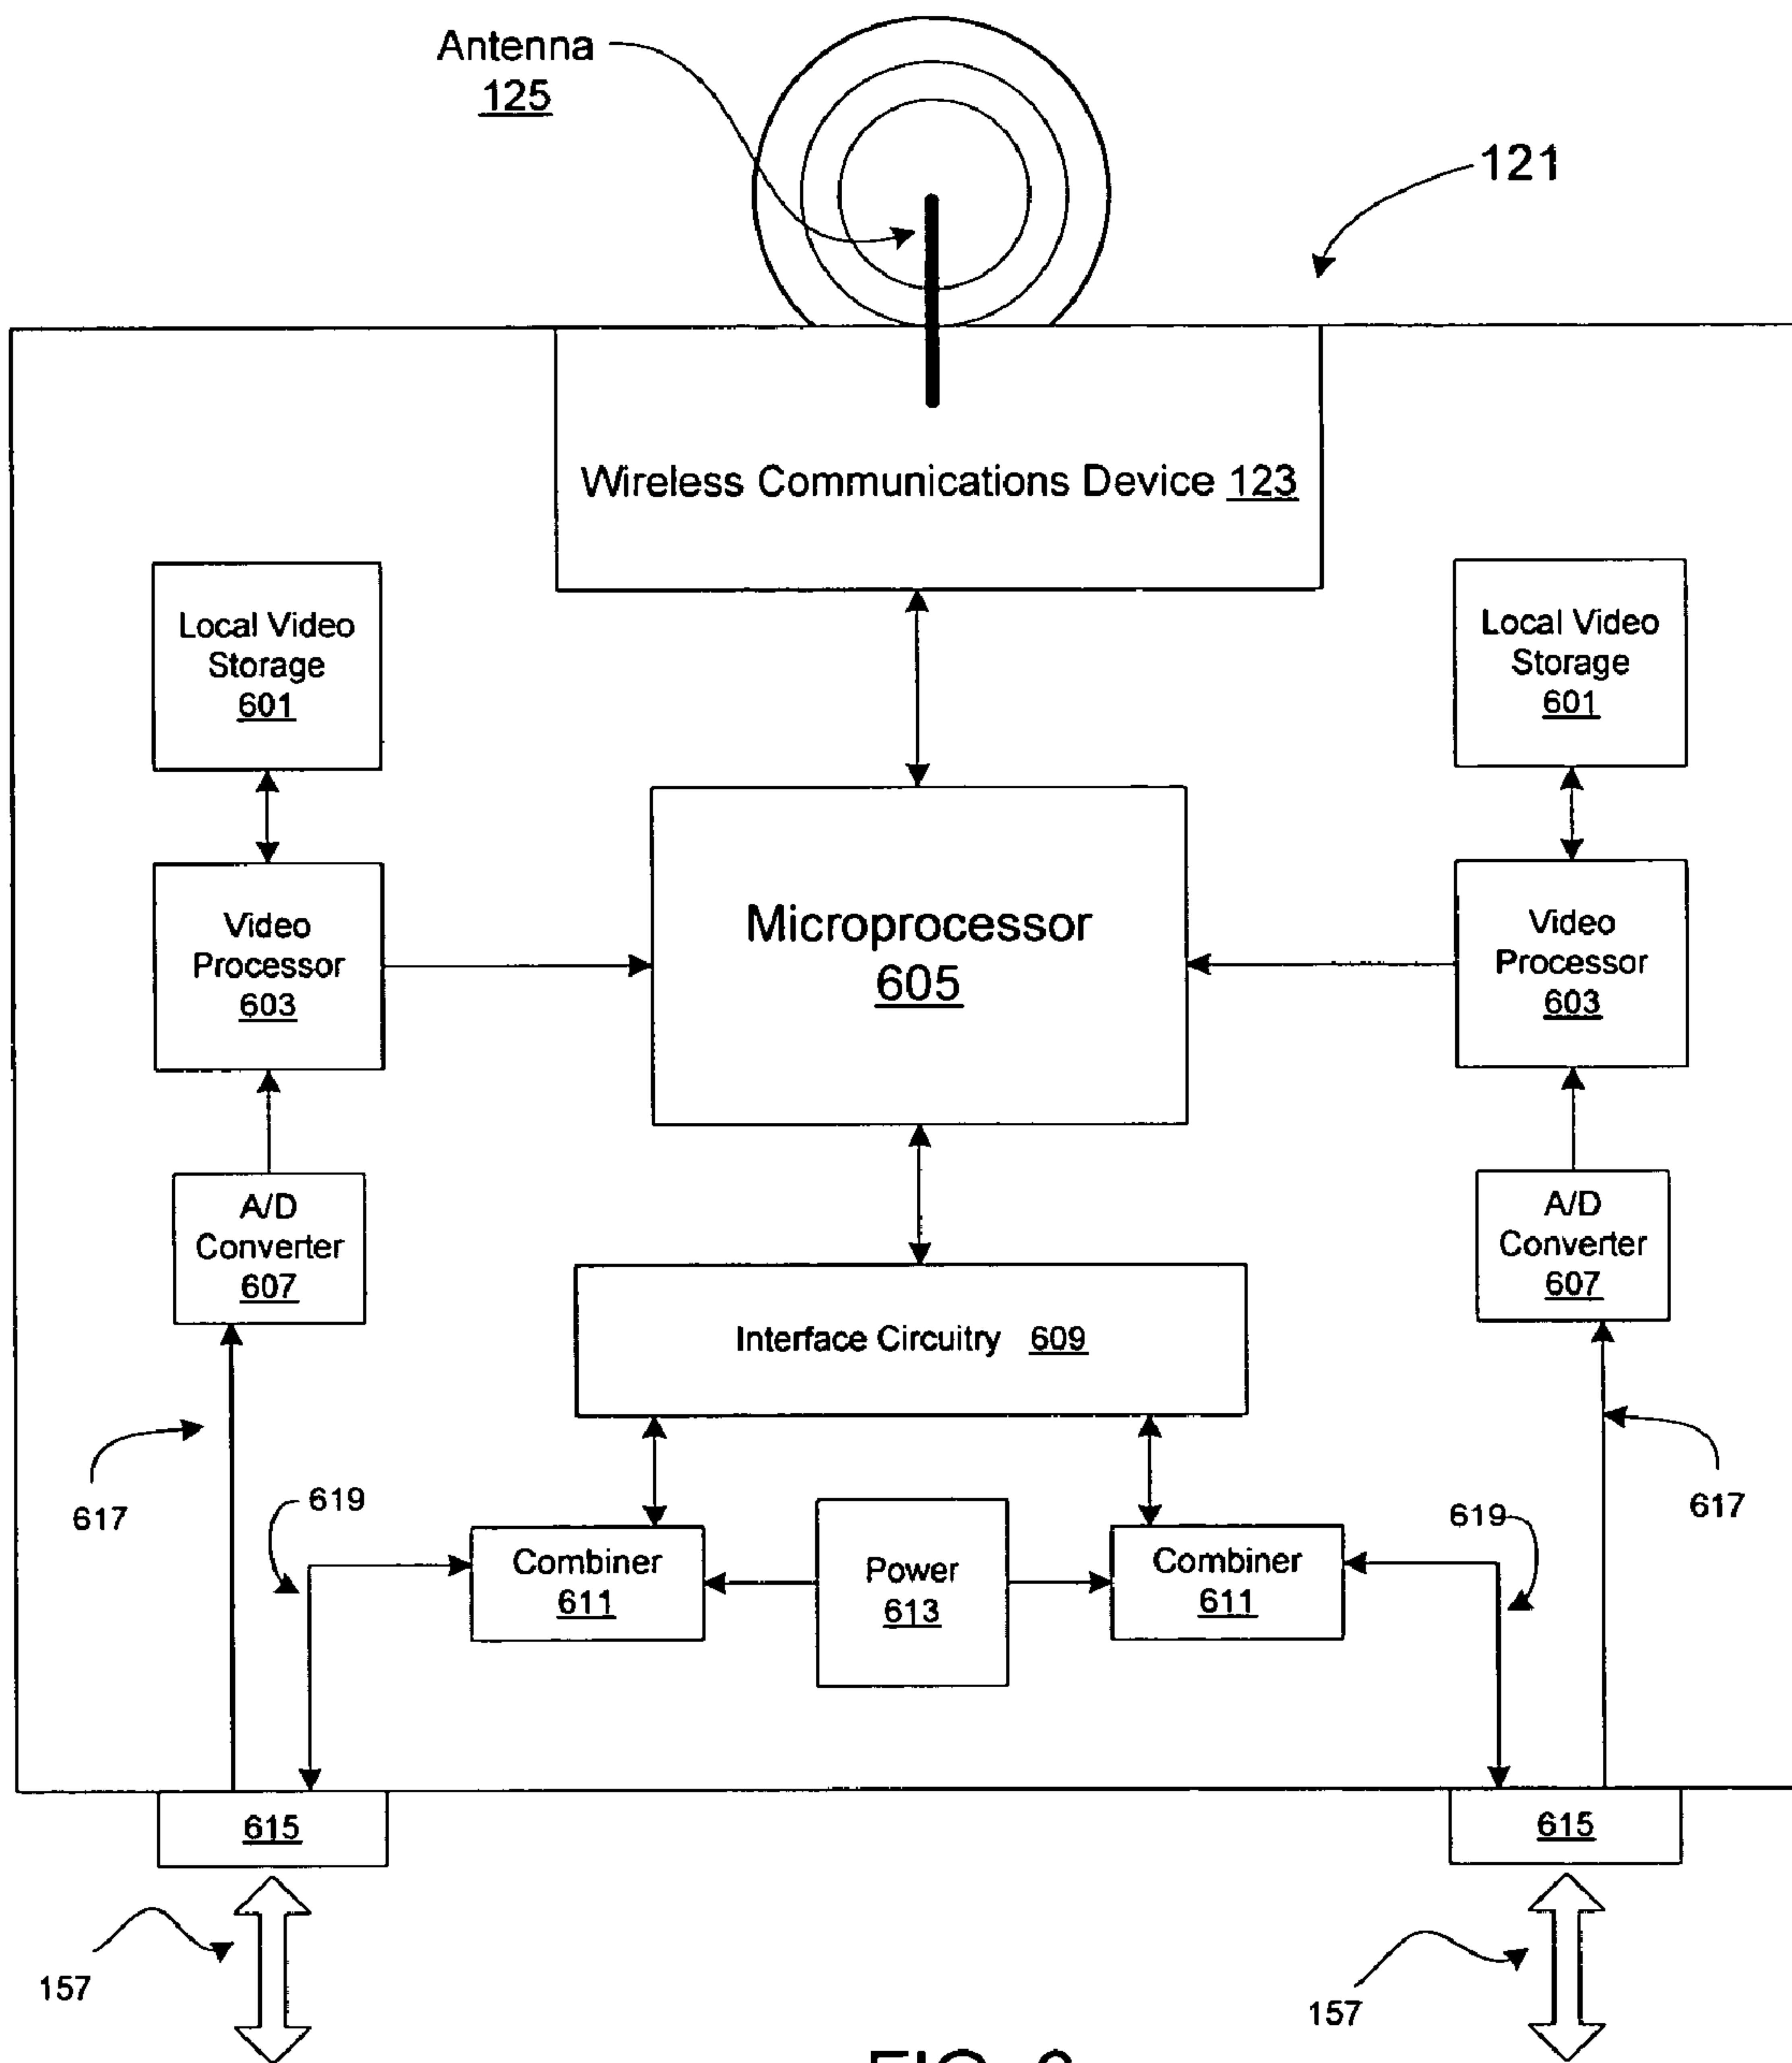 Antenna
125
121
Wireless Communications Device 123
Local Video
Storage
601
Local Video
Storage
601
Video
Processor
603
Microprocessor
605
Video
Processor
603
A/D
Converter
607
A/D
Converter
607
Interface Circuitry 609
617
619
Combiner
611
Power
613
Combiner
611
619
617
615
615
157
157